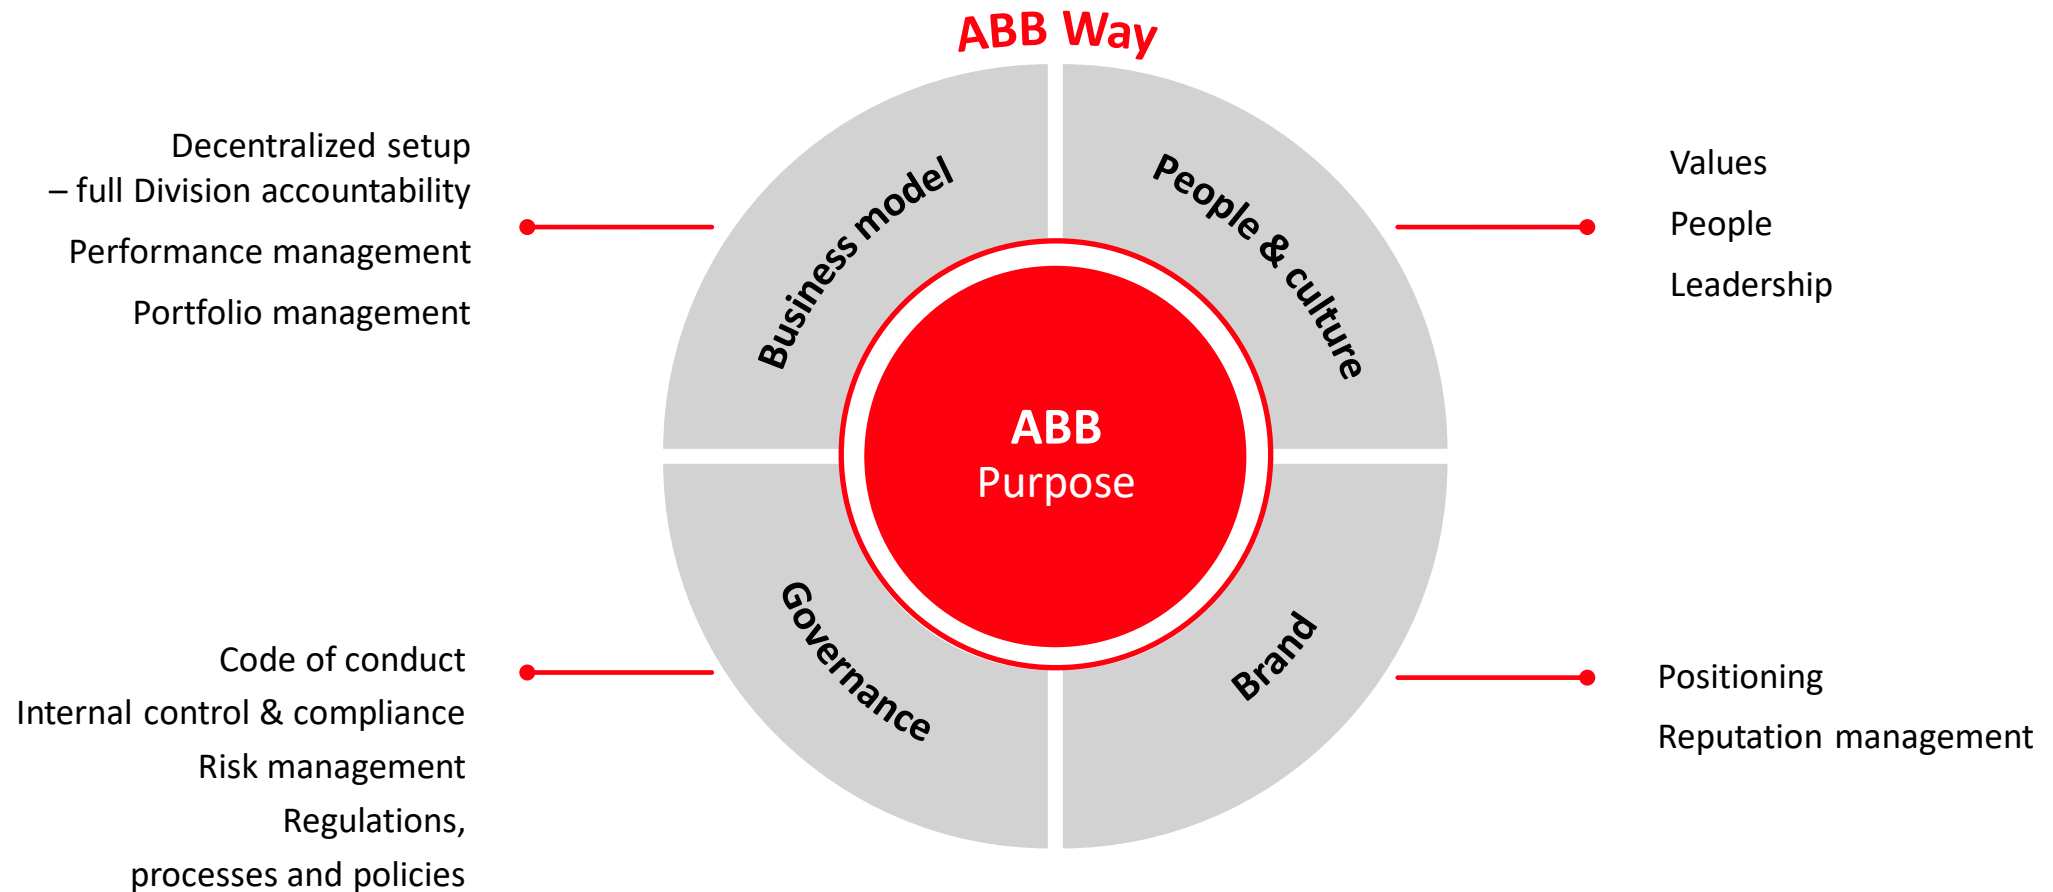 ABB Way
Decentralized setup
– full Division accountability
Performance management
Portfolio management
Business model
People & culture
Values
People
Leadership
ABB
Purpose
Code of conduct
Internal control & compliance
Risk management
Regulations,
processes and policies
Governance
Brand
Positioning
Reputation management